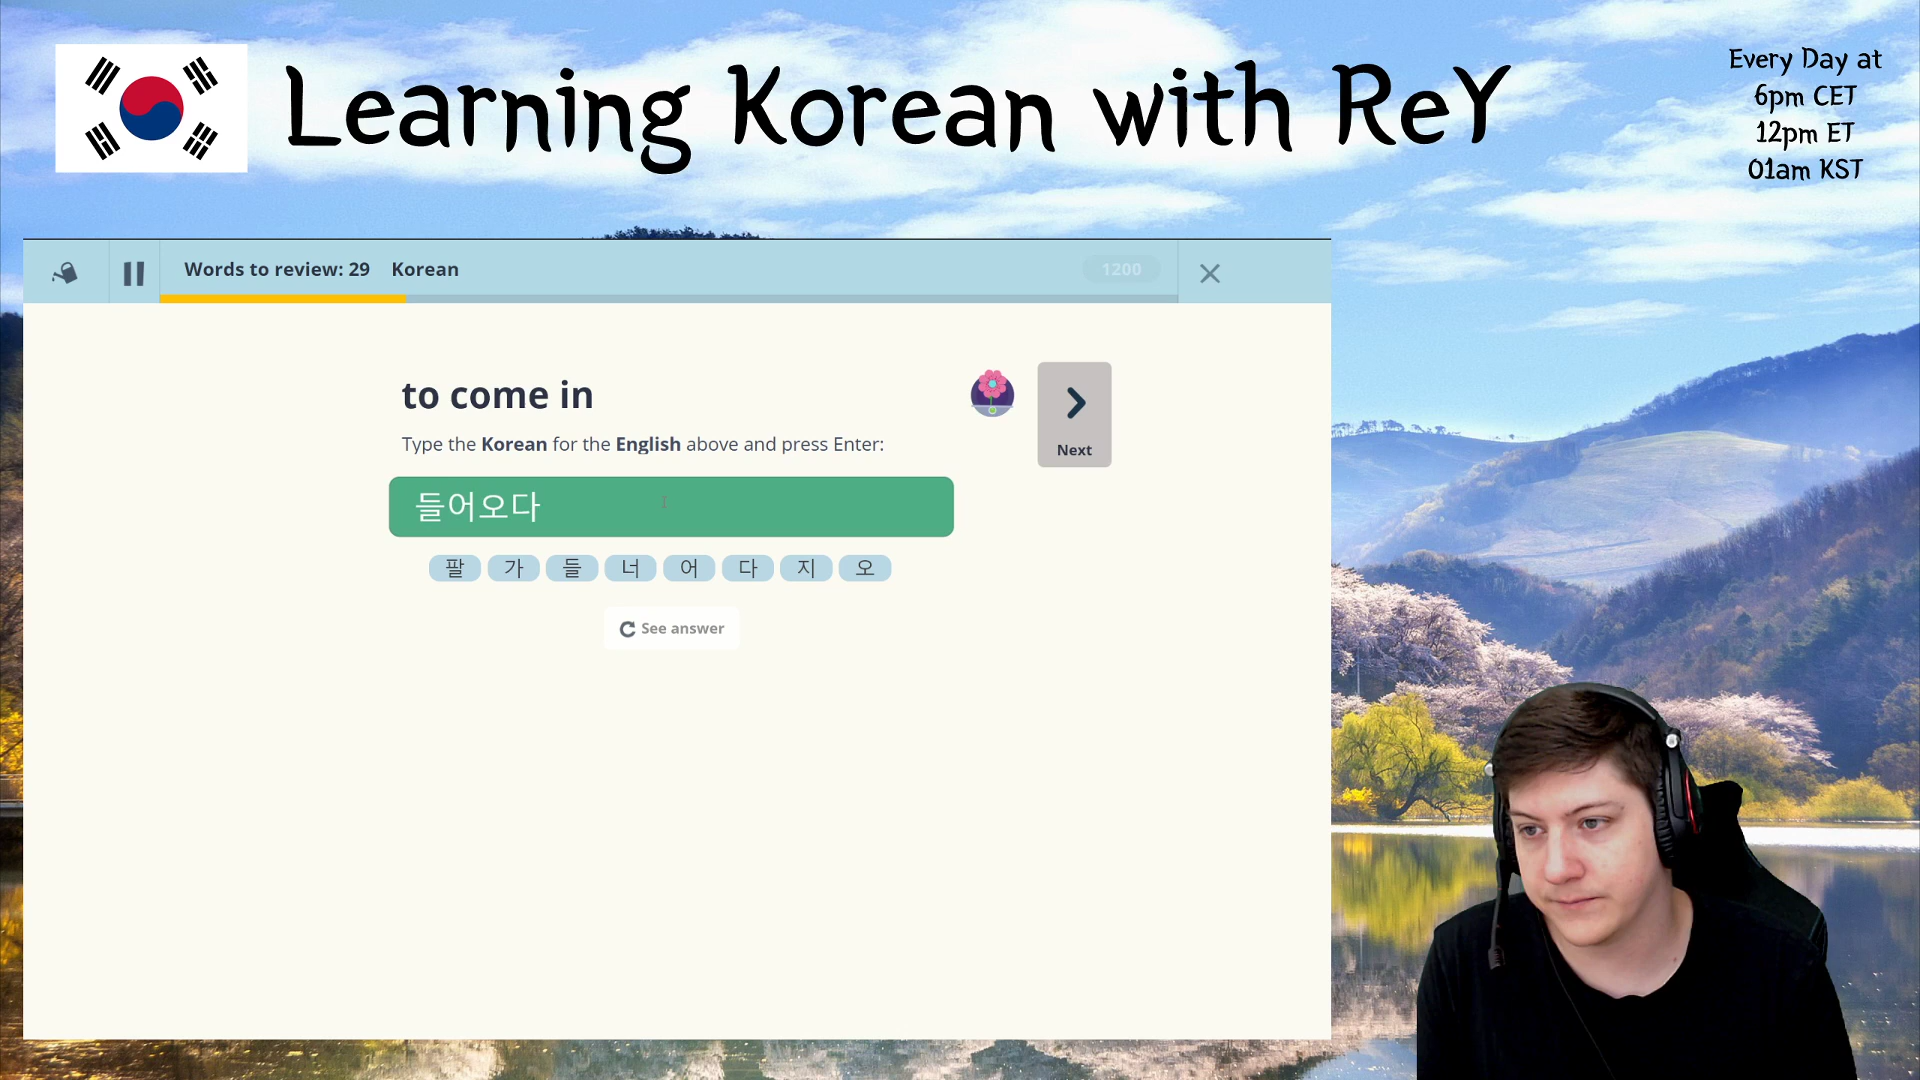 Learning Korean with ReY
Every Day at
6pm CET
12pm ET
01am KST
Words to review: 29 Korean
1200
to come in
Type the Korean for the English above and press Enter:
들어오다
팔 가 들 너 어 다 지 오
See answer
Next